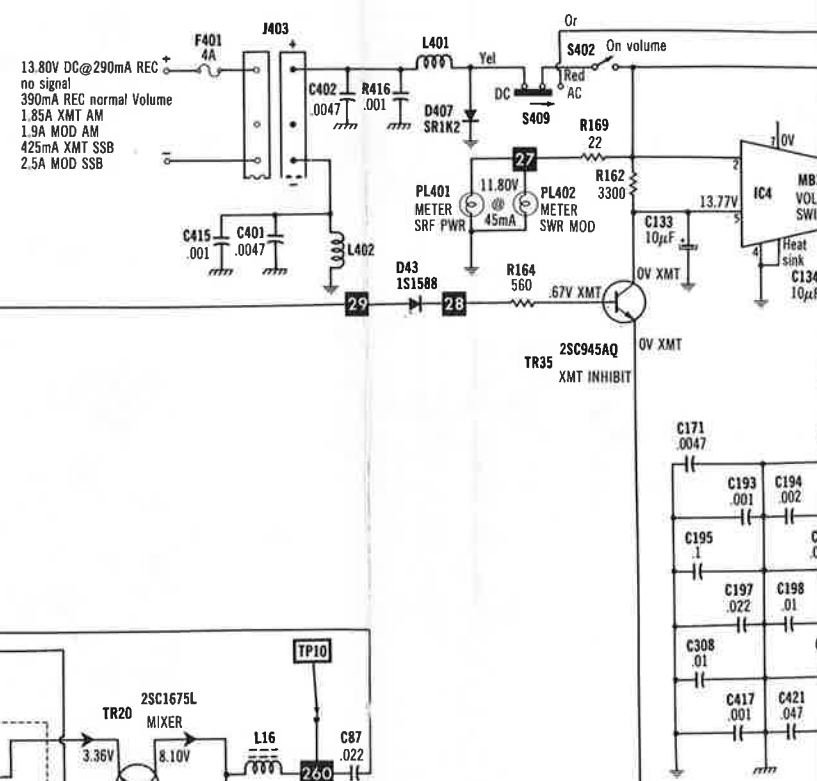 Or
J403
F401
4A
L401
S402 On volume
+
+
13.80V DC@290mA REC
no signal
390mA REC normal Volume
1.85A XMT AM
1.9A MOD AM
425mA XMT SSB
2.5A MOD SSB
−
−
Yel
Red
C402
.0047
R416
.001
DC
AC
S409
D407
SR1K2
R169
22
27
R162
3300
7
0V
2
PL401
METER
SRF PWR
11.80V
@
45mA
PL402
METER
SWR MOD
13.77V
5
IC4
MB
VOL
SWI
C133
10µF
+
4
Heat
sink
C134
10µF
C415
.001
C401
.0047
L402
D43
1S1588
R164
560
0V XMT
.67V XMT
29
28
0V XMT
TR35
2SC945AQ
XMT INHIBIT
C171
.0047
C193
.001
C194
.002
C195
.1
C197
.022
C198
.01
C308
.01
C417
.001
C421
.047
TP10
TR20
2SC1675L
MIXER
3.36V
8.10V
L16
C87
.022
260